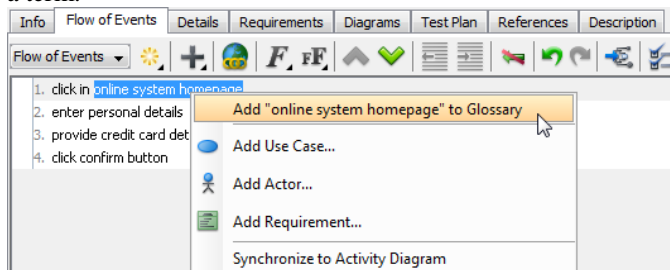 a term.
Info Flow of Events Details Requirements Diagrams Test Plan References Description
Flow of Events F FF
1. click in online system homepage
2. enter personal details
3. provide credit card det
4. click confirm button
Add "online system homepage" to Glossary
Add Use Case...
Add Actor...
Add Requirement...
Synchronize to Activity Diagram